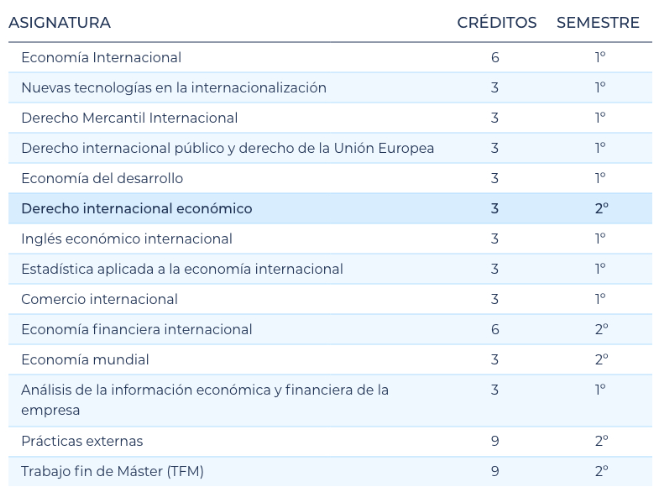 ASIGNATURA CRÉDITOS SEMESTRE
Economía Internacional 6 1º
Nuevas tecnologías en la internacionalización 3 1º
Derecho Mercantil Internacional 3 1º
Derecho internacional público y derecho de la Unión Europea 3 1º
Economía del desarrollo 3 1º
Derecho internacional económico 3 2º
Inglés económico internacional 3 1º
Estadística aplicada a la economía internacional 3 1º
Comercio internacional 3 1º
Economía financiera internacional 6 2º
Economía mundial 3 2º
Análisis de la información económica y financiera de la 3 1º
empresa
Prácticas externas 9 2º
Trabajo fin de Máster (TFM) 9 2º